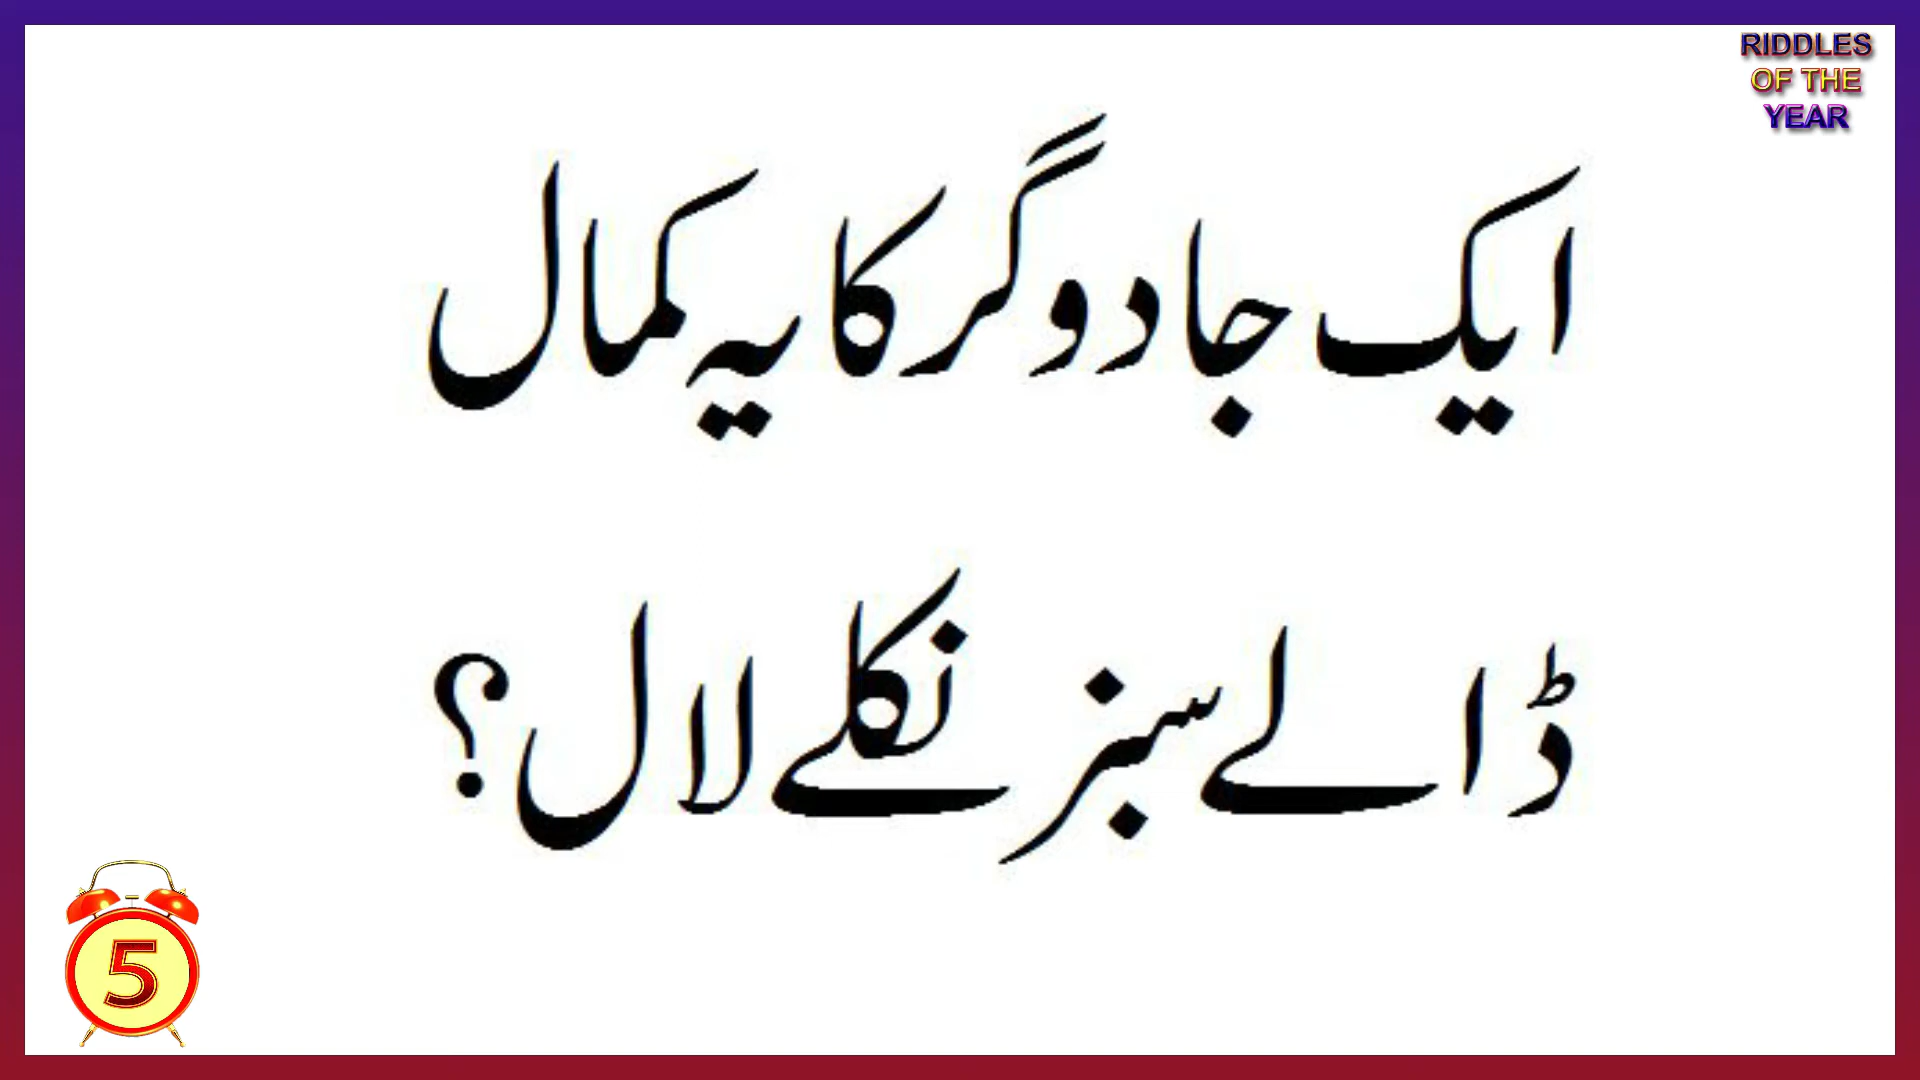 RIDDLES
OF THE
YEAR
ایک جادوگر کا یہ کمال
ڈالے سبز نکلے لال؟
5